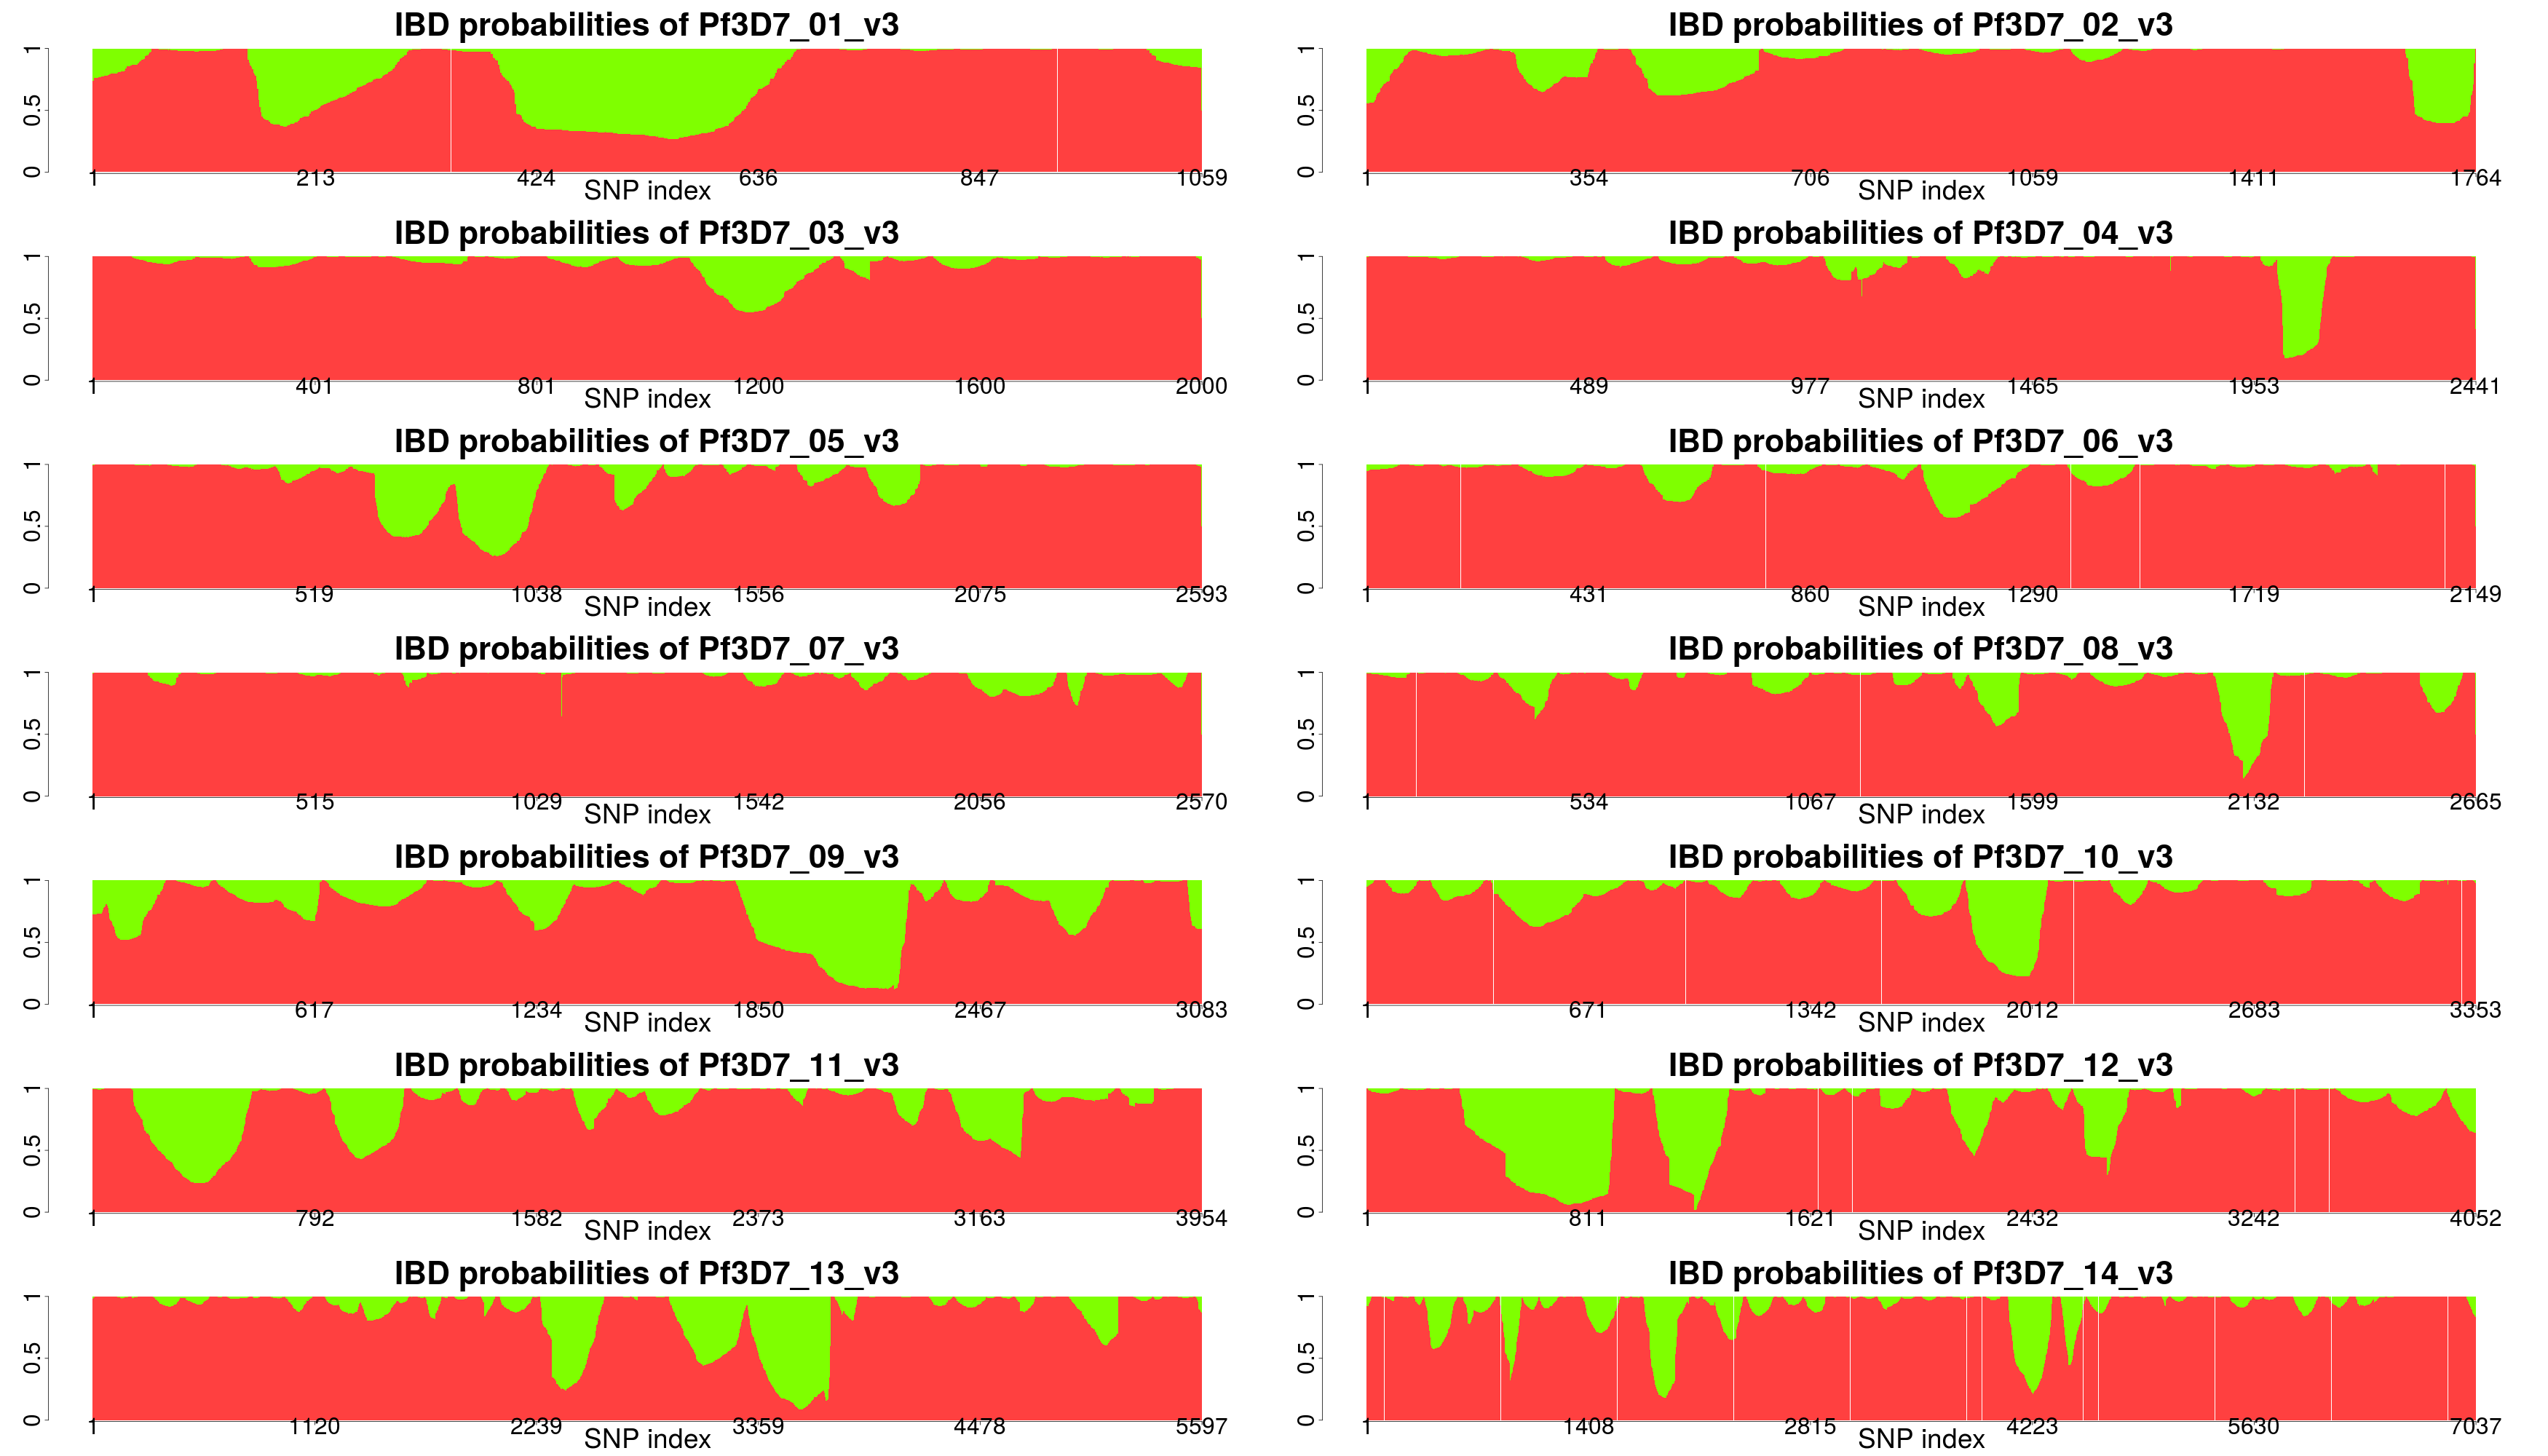 IBD probabilities of Pf3D7_01_v3
0 0.5 1
1 213 424 636 847 1059
SNP index
IBD probabilities of Pf3D7_02_v3
0 0.5 1
1 354 706 1059 1411 1764
SNP index
IBD probabilities of Pf3D7_03_v3
0 0.5 1
1 401 801 1200 1600 2000
SNP index
IBD probabilities of Pf3D7_04_v3
0 0.5 1
1 489 977 1465 1953 2441
SNP index
IBD probabilities of Pf3D7_05_v3
0 0.5 1
1 519 1038 1556 2075 2593
SNP index
IBD probabilities of Pf3D7_06_v3
0 0.5 1
1 431 860 1290 1719 2149
SNP index
IBD probabilities of Pf3D7_07_v3
0 0.5 1
1 515 1029 1542 2056 2570
SNP index
IBD probabilities of Pf3D7_08_v3
0 0.5 1
1 534 1067 1599 2132 2665
SNP index
IBD probabilities of Pf3D7_09_v3
0 0.5 1
1 617 1234 1850 2467 3083
SNP index
IBD probabilities of Pf3D7_10_v3
0 0.5 1
1 671 1342 2012 2683 3353
SNP index
IBD probabilities of Pf3D7_11_v3
0 0.5 1
1 792 1582 2373 3163 3954
SNP index
IBD probabilities of Pf3D7_12_v3
0 0.5 1
1 811 1621 2432 3242 4052
SNP index
IBD probabilities of Pf3D7_13_v3
0 0.5 1
1 1120 2239 3359 4478 5597
SNP index
IBD probabilities of Pf3D7_14_v3
0 0.5 1
1 1408 2815 4223 5630 7037
SNP index